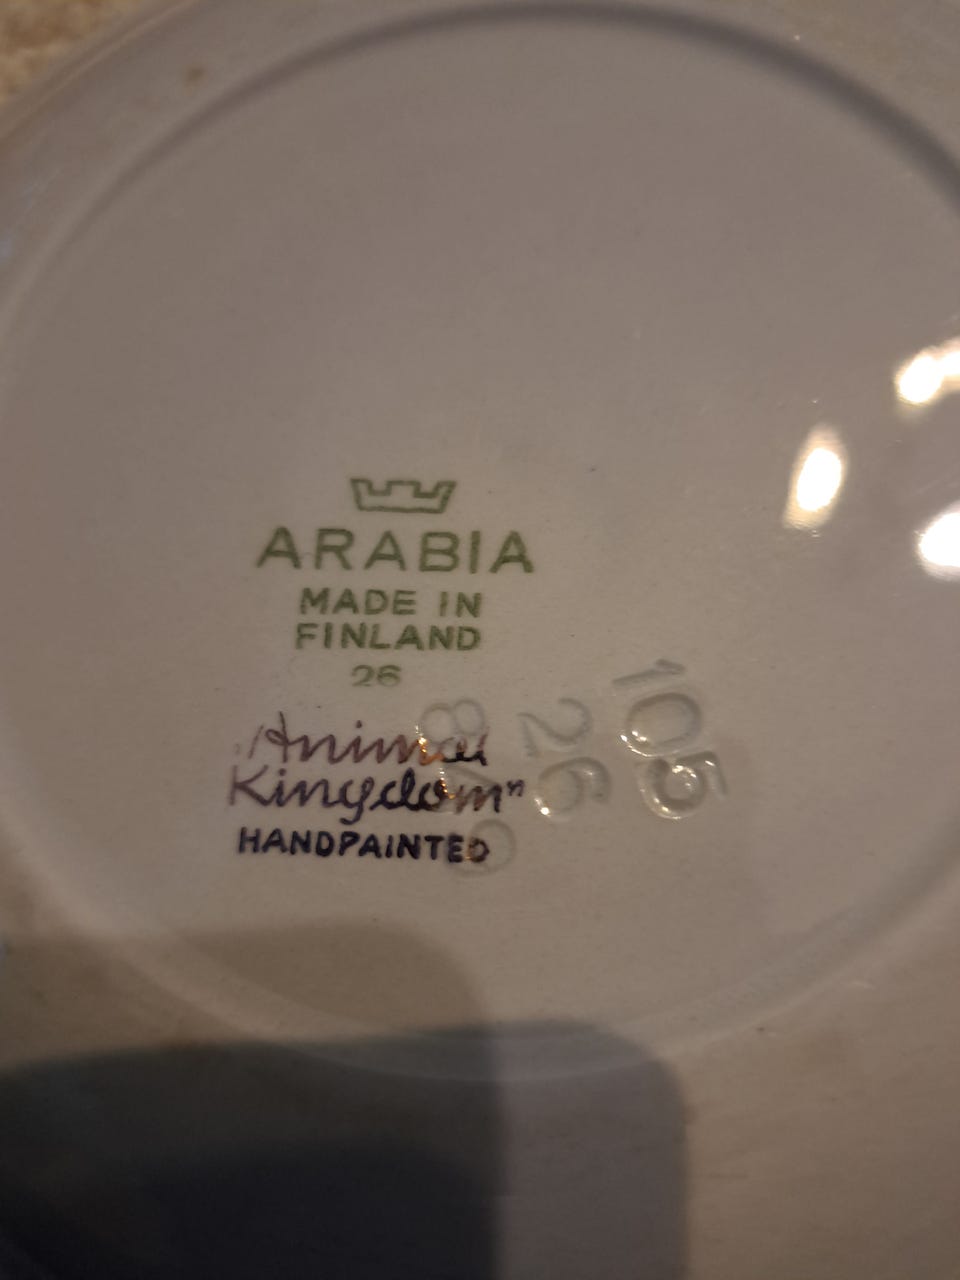 ARABIA
MADE IN
FINLAND
26
"Animal
Kingdom"
HANDPAINTED
105
26